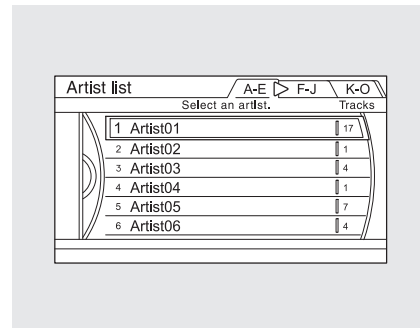 Artist list A-E F-J K-O
Select an artist. Tracks
1 Artist01 17
2 Artist02 1
3 Artist03 4
4 Artist04 1
5 Artist05 7
6 Artist06 4